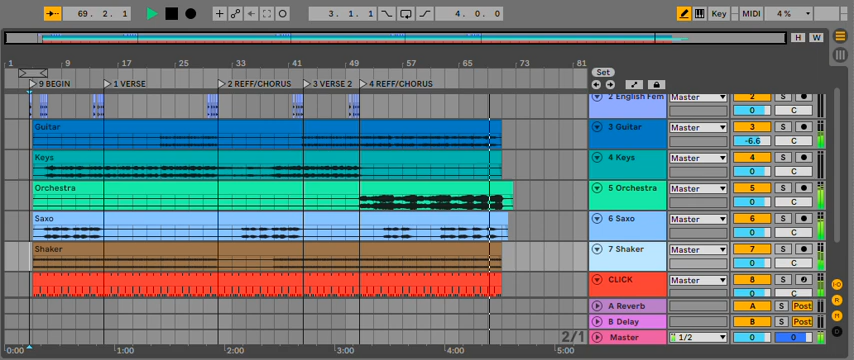 69. 2. 1 3. 1. 1 4. 0. 0 Key MIDI 4 %
H W
1 9 17 25 33 41 49 57 65 73 81 Set
9 BEGIN 1 VERSE 2 REFF/CHORUS 3 VERSE 2 4 REFF/CHORUS
2 English Fem Master 2 S
0 C
Guitar 3 Guitar Master 3 S
-6.6 C
Keys 4 Keys Master 4 S
0 C
Orchestra 5 Orchestra Master 5 S
0 C
Saxo 6 Saxo Master 6 S
0 C
Shaker 7 Shaker Master 7 S
0 C
CLICK Master 8 S
0 C
A Reverb A S Post
B Delay B S Post
2/1 Master 1/2 0 0
0:00 1:00 2:00 3:00 4:00 5:00
I·O
R
M
D